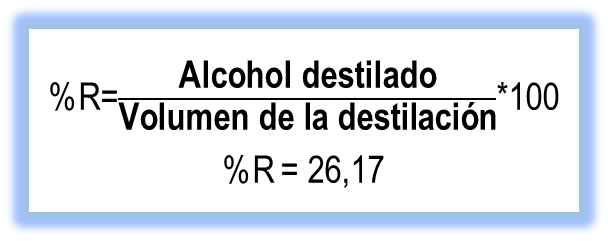 %R=Alcohol destilado/Volumen de la destilación*100
%R = 26,17